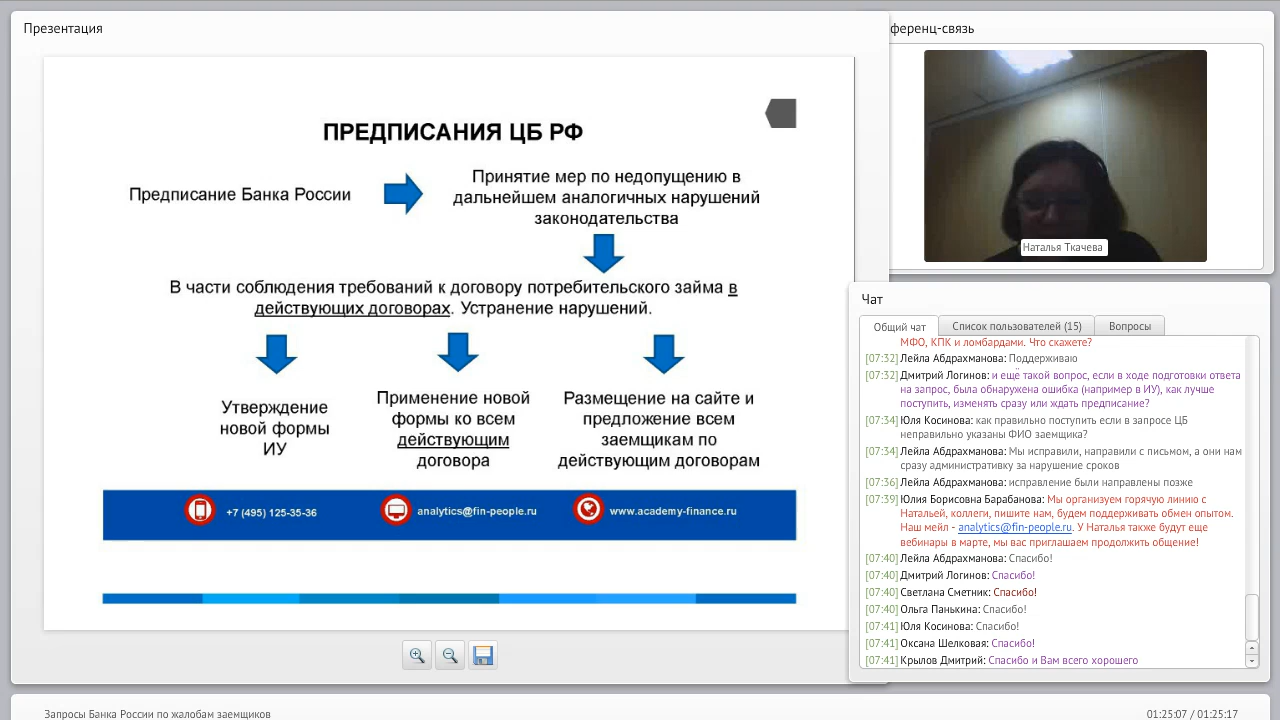 Презентация
ПРЕДПИСАНИЯ ЦБ РФ
Предписание Банка России
Принятие мер по недопущению в
дальнейшем аналогичных нарушений
законодательства
В части соблюдения требований к договору потребительского займа в
действующих договорах. Устранение нарушений.
Утверждение
новой формы
ИУ
Применение новой
формы ко всем
действующим
договора
Размещение на сайте и
предложение всем
заемщикам по
действующим договорам
+7 (495) 125-35-36
analytics@fin-people.ru
www.academy-finance.ru
ференц-связь
Наталья Ткачева
Чат
Общий чат
Список пользователей (15)
Вопросы
МФО, КПК и ломбардами. Что скажете?
[07:32] Лейла Абдрахманова: Поддерживаю
[07:32] Дмитрий Логинов: и ещё такой вопрос, если в ходе подготовки ответа
на запрос, была обнаружена ошибка (например в ИУ), как лучше
поступить, изменять сразу или ждать предписание?
[07:34] Юля Косинова: как правильно поступить если в запросе ЦБ
неправильно указаны ФИО заемщика?
[07:34] Лейла Абдрахманова: Мы исправили, направили с письмом, а они нам
сразу административку за нарушение сроков
[07:36] Лейла Абдрахманова: исправление были направлены позже
[07:39] Юлия Борисовна Барабанова: Мы организуем горячую линию с
Натальей, коллеги, пишите нам, будем поддерживать обмен опытом.
Наш мейл - analytics@fin-people.ru. У Наталья также будут еще
вебинары в марте, мы вас приглашаем продолжить общение!
[07:40] Лейла Абдрахманова: Спасибо!
[07:40] Дмитрий Логинов: Спасибо!
[07:40] Светлана Сметник: Спасибо!
[07:40] Ольга Панькина: Спасибо!
[07:41] Юля Косинова: Спасибо!
[07:41] Оксана Шелковая: Спасибо!
[07:41] Крылов Дмитрий: Спасибо и Вам всего хорошего
Запросы Банка России по жалобам заемщиков
01:25:07 / 01:25:17